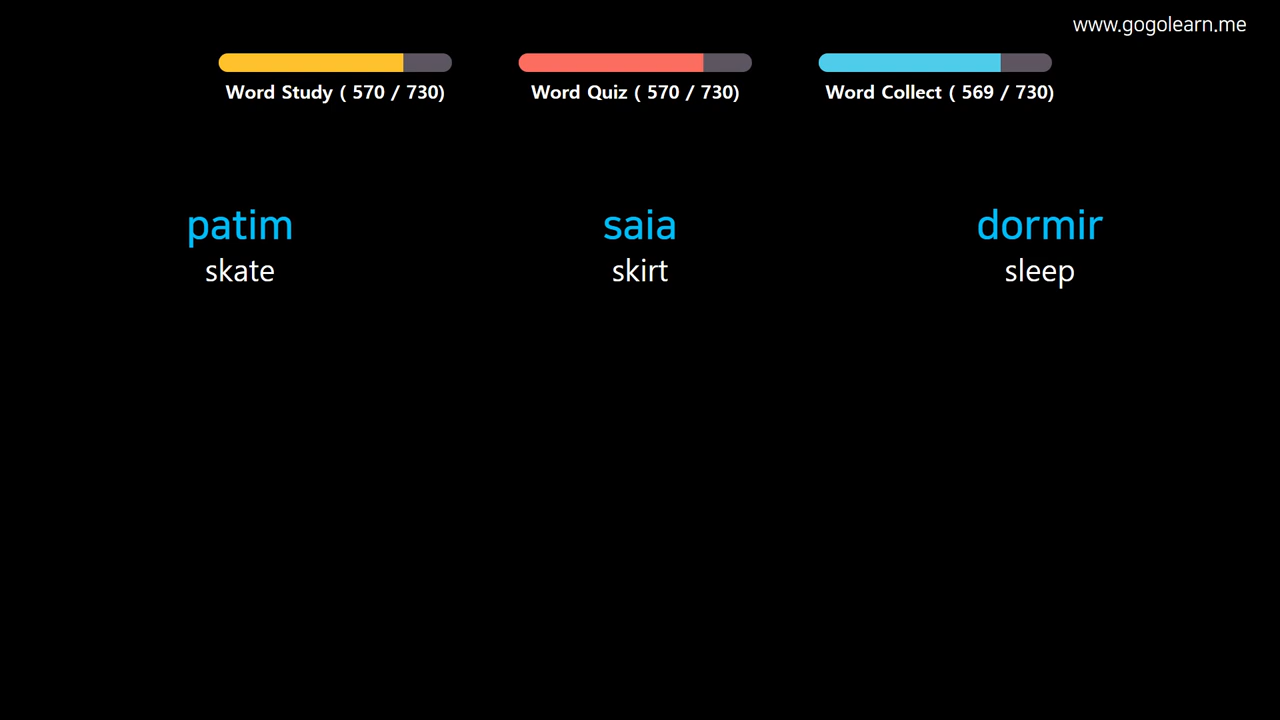 www.gogolearn.me
Word Study ( 570 / 730)
Word Quiz ( 570 / 730)
Word Collect ( 569 / 730)
patim
skate
saia
skirt
dormir
sleep